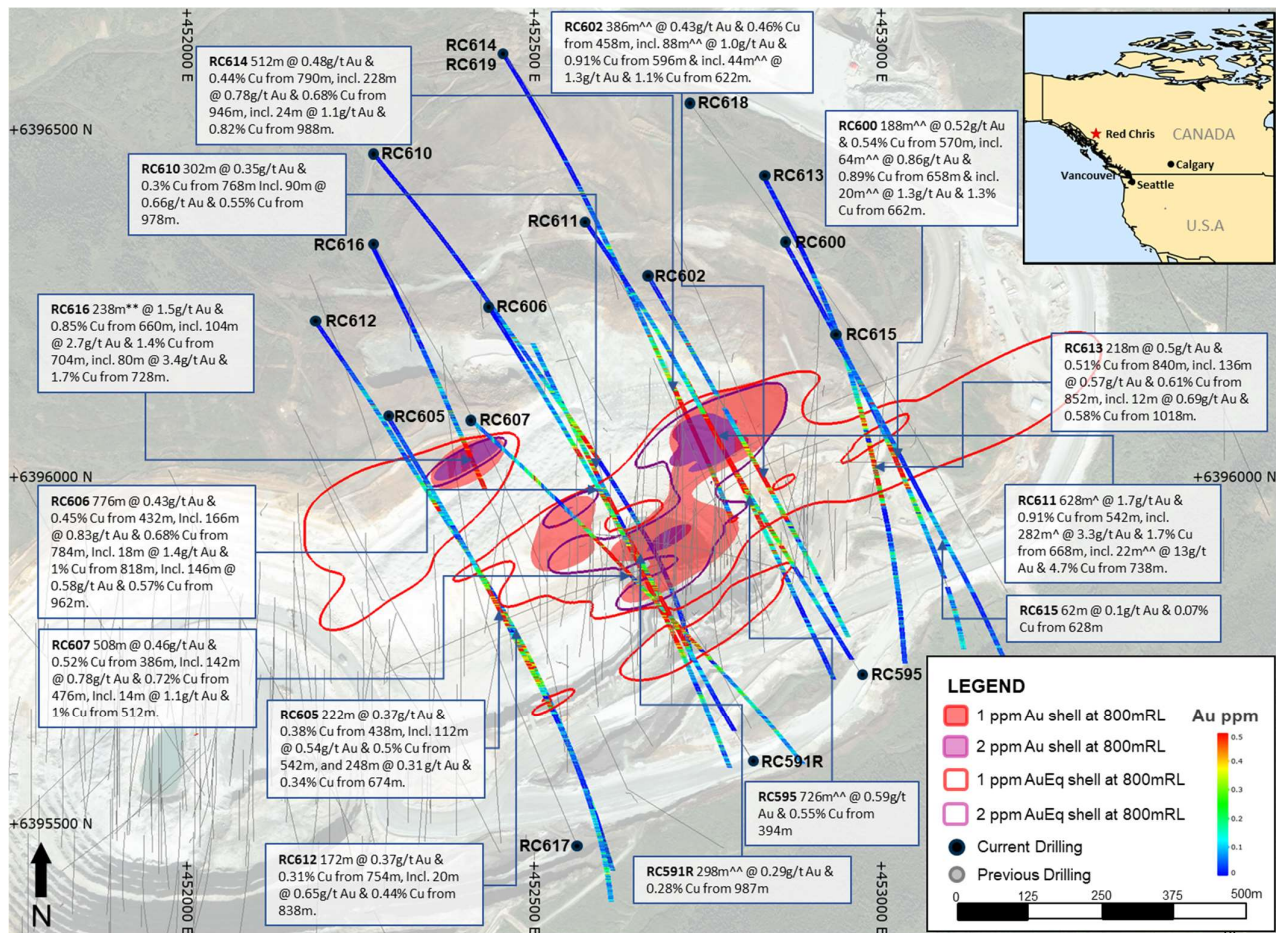 +452000 E
+452500 E
+453000 E
RC614 512m @ 0.48g/t Au &
0.44% Cu from 790m, incl. 228m
@ 0.78g/t Au & 0.68% Cu from
946m, incl. 24m @ 1.1g/t Au &
0.82% Cu from 988m.
RC614
RC619
RC602 386m^^ @ 0.43g/t Au & 0.46% Cu
from 458m, incl. 88m^^ @ 1.0g/t Au &
0.91% Cu from 596m & incl. 44m^^ @
1.3g/t Au & 1.1% Cu from 622m.
RC618
RC600 188m^^ @ 0.52g/t Au
& 0.54% Cu from 570m, incl.
64m^^ @ 0.86g/t Au &
0.89% Cu from 658m & incl.
20m^^ @ 1.3g/t Au & 1.3%
Cu from 662m.
Red Chris
CANADA
Calgary
Vancouver
Seattle
U.S.A
+6396500 N
RC610
RC610 302m @ 0.35g/t Au &
0.3% Cu from 768m Incl. 90m @
0.66g/t Au & 0.55% Cu from
978m.
RC613
RC611
RC600
RC616
RC602
RC606
RC612
RC615
RC616 238m** @ 1.5g/t Au &
0.85% Cu from 660m, incl. 104m
@ 2.7g/t Au & 1.4% Cu from
704m, incl. 80m @ 3.4g/t Au &
1.7% Cu from 728m.
RC613 218m @ 0.5g/t Au &
0.51% Cu from 840m, incl. 136m
@ 0.57g/t Au & 0.61% Cu from
852m, incl. 12m @ 0.69g/t Au &
0.58% Cu from 1018m.
RC605
RC607
+6396000 N
+6396000 N
RC606 776m @ 0.43g/t Au &
0.45% Cu from 432m, Incl. 166m
@ 0.83g/t Au & 0.68% Cu from
784m, Incl. 18m @ 1.4g/t Au &
1% Cu from 818m, Incl. 146m @
0.58g/t Au & 0.57% Cu from
962m.
RC611 628m^ @ 1.7g/t Au &
0.91% Cu from 542m, incl.
282m^ @ 3.3g/t Au & 1.7% Cu
from 668m, incl. 22m^^ @ 13g/t
Au & 4.7% Cu from 738m.
RC615 62m @ 0.1g/t Au & 0.07%
Cu from 628m
RC607 508m @ 0.46g/t Au &
0.52% Cu from 386m, Incl. 142m
@ 0.78g/t Au & 0.72% Cu from
476m, Incl. 14m @ 1.1g/t Au &
1% Cu from 512m.
RC595
RC605 222m @ 0.37g/t Au &
0.38% Cu from 438m, Incl. 112m
@ 0.54g/t Au & 0.5% Cu from
542m, and 248m @ 0.31g/t Au &
0.34% Cu from 674m.
RC591R
RC595 726m^^ @ 0.59g/t
Au & 0.55% Cu from
394m
+6395500 N
RC617
RC612 172m @ 0.37g/t Au &
0.31% Cu from 754m, Incl. 20m
@ 0.65g/t Au & 0.44% Cu from
838m.
RC591R 298m^^ @ 0.29g/t Au &
0.28% Cu from 987m
N
+452000 E
+452500 E
+453000 E
LEGEND
1 ppm Au shell at 800mRL
2 ppm Au shell at 800mRL
1 ppm AuEq shell at 800mRL
2 ppm AuEq shell at 800mRL
Current Drilling
Previous Drilling
Au ppm
0.5
0.4
0.3
0.2
0.1
0
0 125 250 375 500m